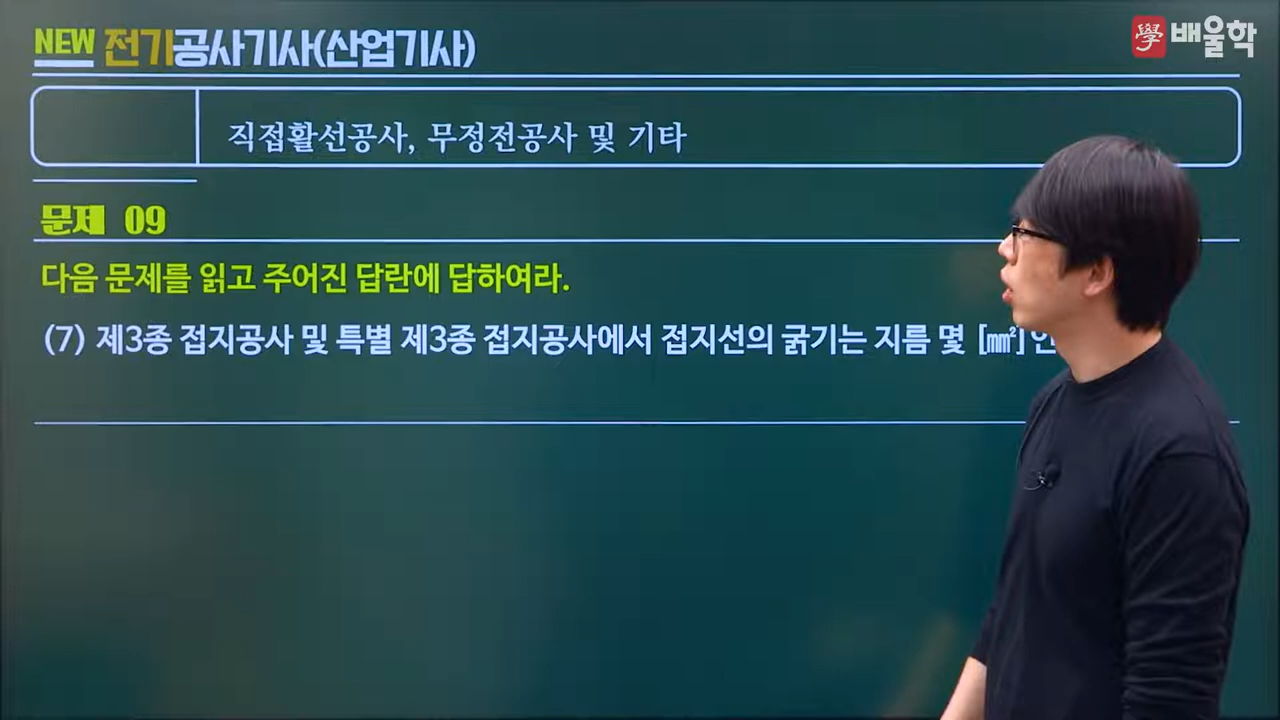 NEW 전기공사기사(산업기사)
學 배울학
직접활선공사, 무정전공사 및 기타
문제 09
다음 문제를 읽고 주어진 답란에 답하여라.
(7) 제3종 접지공사 및 특별 제3종 접지공사에서 접지선의 굵기는 지름 몇 [㎟]